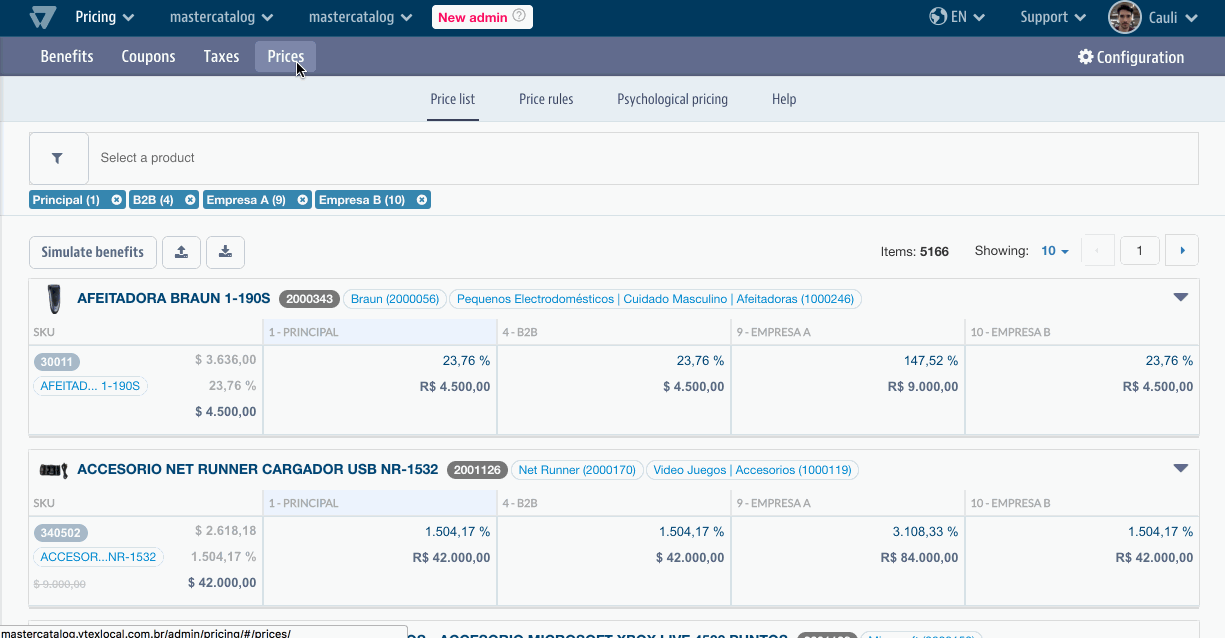 Pricing mastercatalog mastercatalog New admin ? EN Support Cauli
Benefits Coupons Taxes Prices Configuration
Price list Price rules Psychological pricing Help
Select a product
Principal (1) B2B (4) Empresa A (9) Empresa B (10)
Simulate benefits Items: 5166 Showing: 10 1
AFEITADORA BRAUN 1-190S 2000343 Braun (2000056) Pequenos Electrodomésticos | Cuidado Masculino | Afeitadoras (1000246)
SKU 1 - PRINCIPAL 4 - B2B 9 - EMPRESA A 10 - EMPRESA B
30011 $ 3.636,00 23,76 % 23,76 % 147,52 % 23,76 %
AFEITAD... 1-190S 23,76 % R$ 4.500,00 $ 4.500,00 R$ 9.000,00 R$ 4.500,00
$ 4.500,00
ACCESORIO NET RUNNER CARGADOR USB NR-1532 2001126 Net Runner (2000170) Video Juegos | Accesorios (1000119)
SKU 1 - PRINCIPAL 4 - B2B 9 - EMPRESA A 10 - EMPRESA B
340502 $ 2.618,18 1.504,17 % 1.504,17 % 3.108,33 % 1.504,17 %
ACCESOR...NR-1532 1.504,17 % R$ 42.000,00 $ 42.000,00 R$ 84.000,00 R$ 42.000,00
$ 9.000,00 $ 42.000,00
mastercatalog.vtexlocal.com.br/admin/pricing/#/prices/ ACCESORIO MICROSOFT XBOX LIVE 4500 PUNTOS